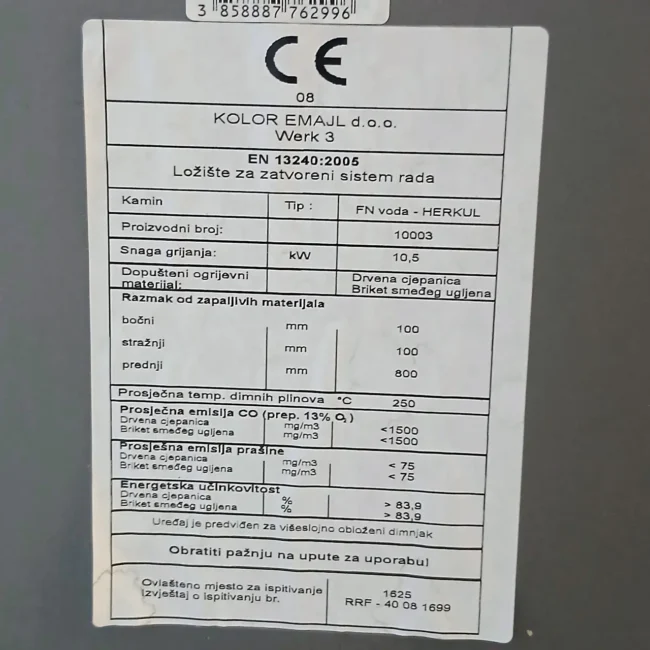 3 858887 762996
CE
08
KOLOR EMAJL d.o.o.
Werk 3
EN 13240:2005
Ložište za zatvoreni sistem rada
Kamin Tip : FN voda - HERKUL
Proizvodni broj: 10003
Snaga grijanja: kW 10,5
Dopušteni ogrijevni materijal: Drvena cjepanica
Briket smeđeg ugljena
Razmak od zapaljivih materijala
bočni mm 100
stražnji mm 100
prednji mm 800
Prosječna temp. dimnih plinova °C 250
Prosječna emisija CO (prep. 13% O₂)
Drvena cjepanica mg/m3 <1500
Briket smeđeg ugljena mg/m3 <1500
Prosješna emisija prašine
Drvena cjepanica mg/m3 < 75
Briket smeđeg ugljena mg/m3 < 75
Energetska učinkovitost
Drvena cjepanica % > 83,9
Briket smeđeg ugljena % > 83,9
Uređaj je predviđen za višeslojno obloženi dimnjak
Obratiti pažnju na upute za uporabu!
Ovlašteno mjesto za ispitivanje 1625
Izvještaj o ispitivanju br. RRF - 40 08 1699